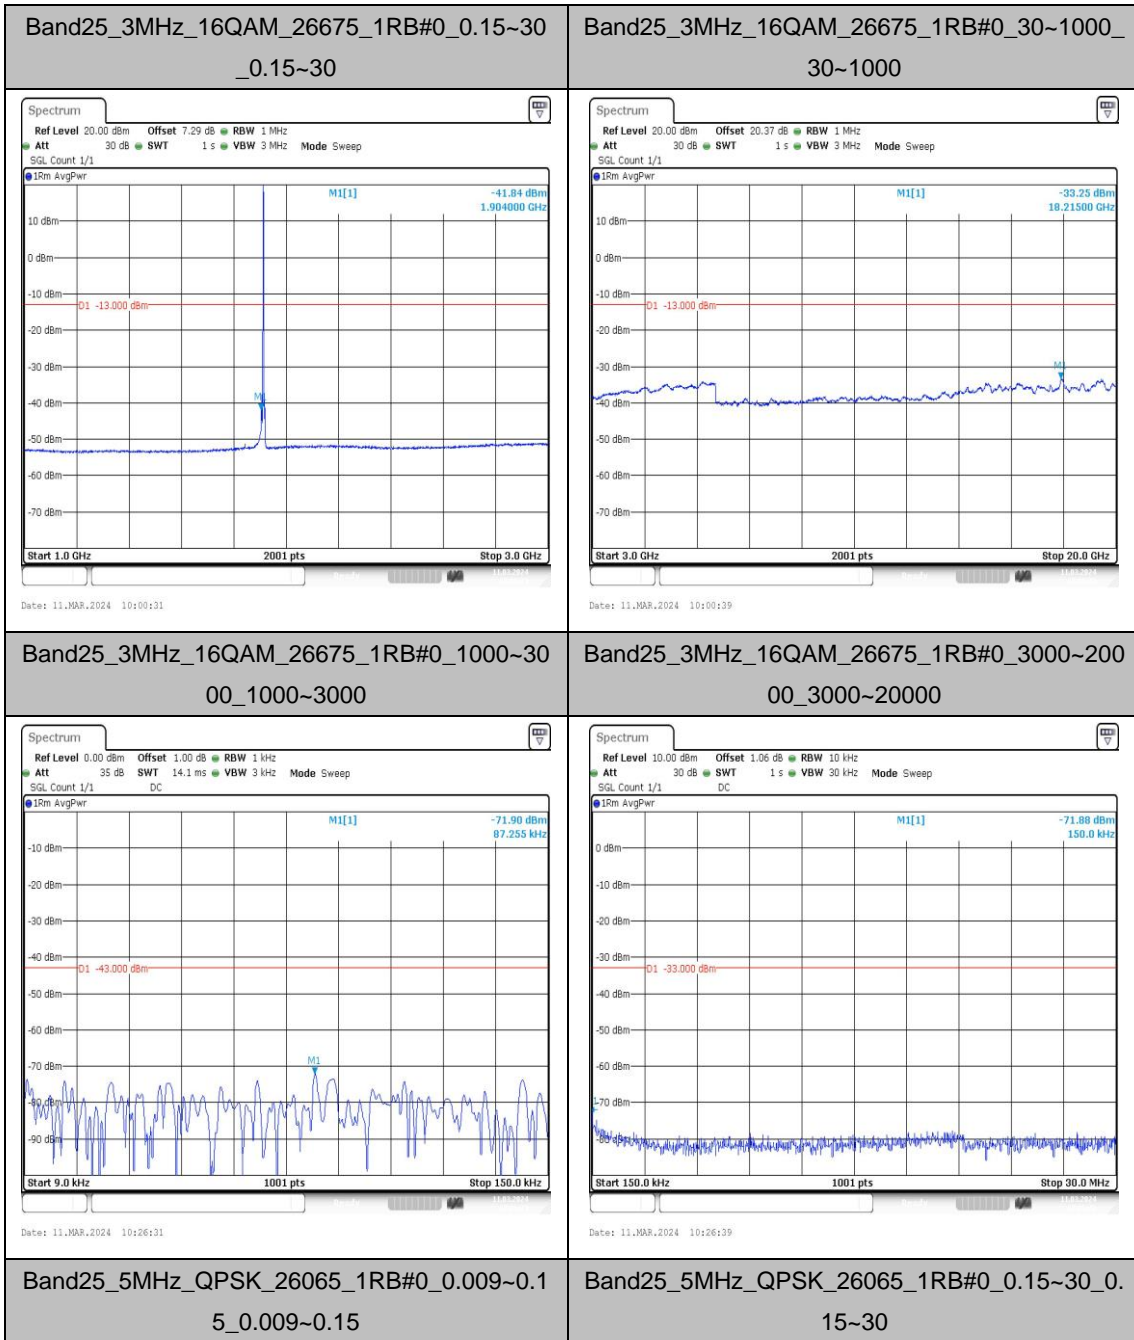 Band25_3MHz_16QAM_26675_1RB#0_0.15~30
_0.15~30
Band25_3MHz_16QAM_26675_1RB#0_30~1000_
30~1000
Spectrum
Ref Level 20.00 dBm Offset 7.29 dB RBW 1 MHz
Att 30 dB SWT 1 s VBW 3 MHz Mode Sweep
SGL Count 1/1
1Rm AvgPwr
M1[1] -41.84 dBm
1.904000 GHz
10 dBm
0 dBm
-10 dBm
D1 -13.000 dBm
-20 dBm
-30 dBm
M1
-40 dBm
-50 dBm
-60 dBm
-70 dBm
Start 1.0 GHz 2001 pts Stop 3.0 GHz
Date: 11.MAR.2024 10:00:31
Spectrum
Ref Level 20.00 dBm Offset 20.37 dB RBW 1 MHz
Att 30 dB SWT 1 s VBW 3 MHz Mode Sweep
SGL Count 1/1
1Rm AvgPwr
M1[1] -33.25 dBm
18.21500 GHz
10 dBm
0 dBm
-10 dBm
D1 -13.000 dBm
-20 dBm
-30 dBm
M1
-40 dBm
-50 dBm
-60 dBm
-70 dBm
Start 3.0 GHz 2001 pts Stop 20.0 GHz
Date: 11.MAR.2024 10:00:39
Band25_3MHz_16QAM_26675_1RB#0_1000~30
00_1000~3000
Band25_3MHz_16QAM_26675_1RB#0_3000~200
00_3000~20000
Spectrum
Ref Level 0.00 dBm Offset 1.00 dB RBW 1 kHz
Att 35 dB SWT 14.1 ms VBW 3 kHz Mode Sweep
SGL Count 1/1 DC
1Rm AvgPwr
M1[1] -71.90 dBm
87.255 kHz
-10 dBm
-20 dBm
-30 dBm
-40 dBm
D1 -43.000 dBm
-50 dBm
-60 dBm
-70 dBm
M1
-80 dBm
-90 dBm
Start 9.0 kHz 1001 pts Stop 150.0 kHz
Date: 11.MAR.2024 10:26:31
Spectrum
Ref Level 10.00 dBm Offset 1.06 dB RBW 10 kHz
Att 30 dB SWT 1 s VBW 30 kHz Mode Sweep
SGL Count 1/1 DC
1Rm AvgPwr
M1[1] -71.88 dBm
150.0 kHz
0 dBm
-10 dBm
-20 dBm
-30 dBm
D1 -33.000 dBm
-40 dBm
-50 dBm
-60 dBm
-70 dBm
-80 dBm
Start 150.0 kHz 1001 pts Stop 30.0 MHz
Date: 11.MAR.2024 10:26:39
Band25_5MHz_QPSK_26065_1RB#0_0.009~0.1
5_0.009~0.15
Band25_5MHz_QPSK_26065_1RB#0_0.15~30_0.
15~30